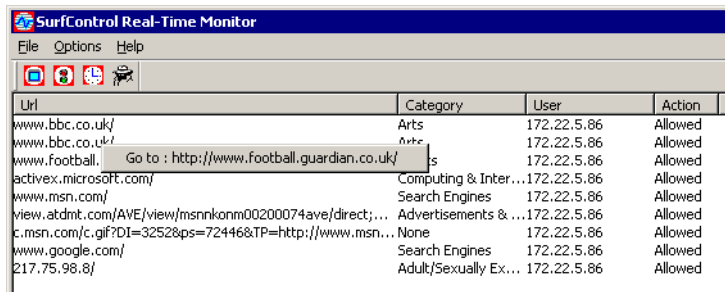 SurfControl Real-Time Monitor
File Options Help
Url Category User Action
www.bbc.co.uk/ Arts 172.22.5.86 Allowed
www.bbc.co.uk/ Arts 172.22.5.86 Allowed
Go to : http://www.football.guardian.co.uk/
www.football. 172.22.5.86 Allowed
activex.microsoft.com/ Computing & Inter... 172.22.5.86 Allowed
www.msn.com/ Search Engines 172.22.5.86 Allowed
view.atdmt.com/AVE/view/msnnkonm00200074ave/direct;... Advertisements & ... 172.22.5.86 Allowed
c.msn.com/c.gif?DI=3252&ps=72446&TP=http://www.msn... None 172.22.5.86 Allowed
www.google.com/ Search Engines 172.22.5.86 Allowed
217.75.98.8/ Adult/Sexually Ex... 172.22.5.86 Allowed